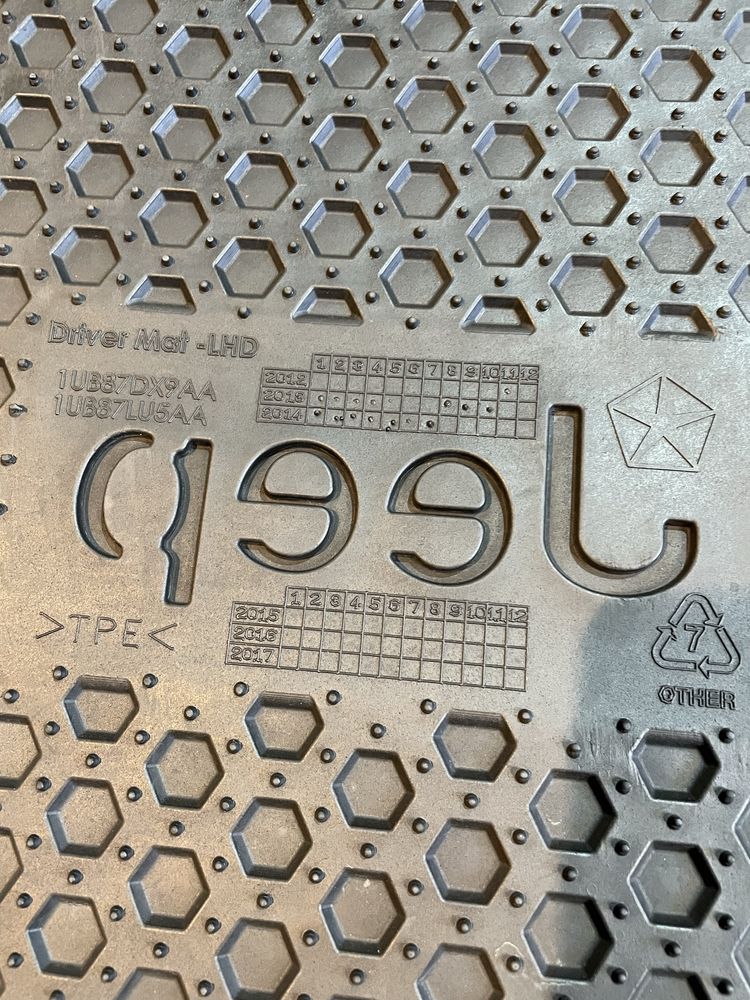 Driver Mat -LHD
1UB87DX9AA
1UB87LU5AA
1 2 3 4 5 6 7 8 9 10 11 12
2012
2013
2014
Jeep
1 2 3 4 5 6 7 8 9 10 11 12
2015
2016
2017
>TPE<
7
OTHER